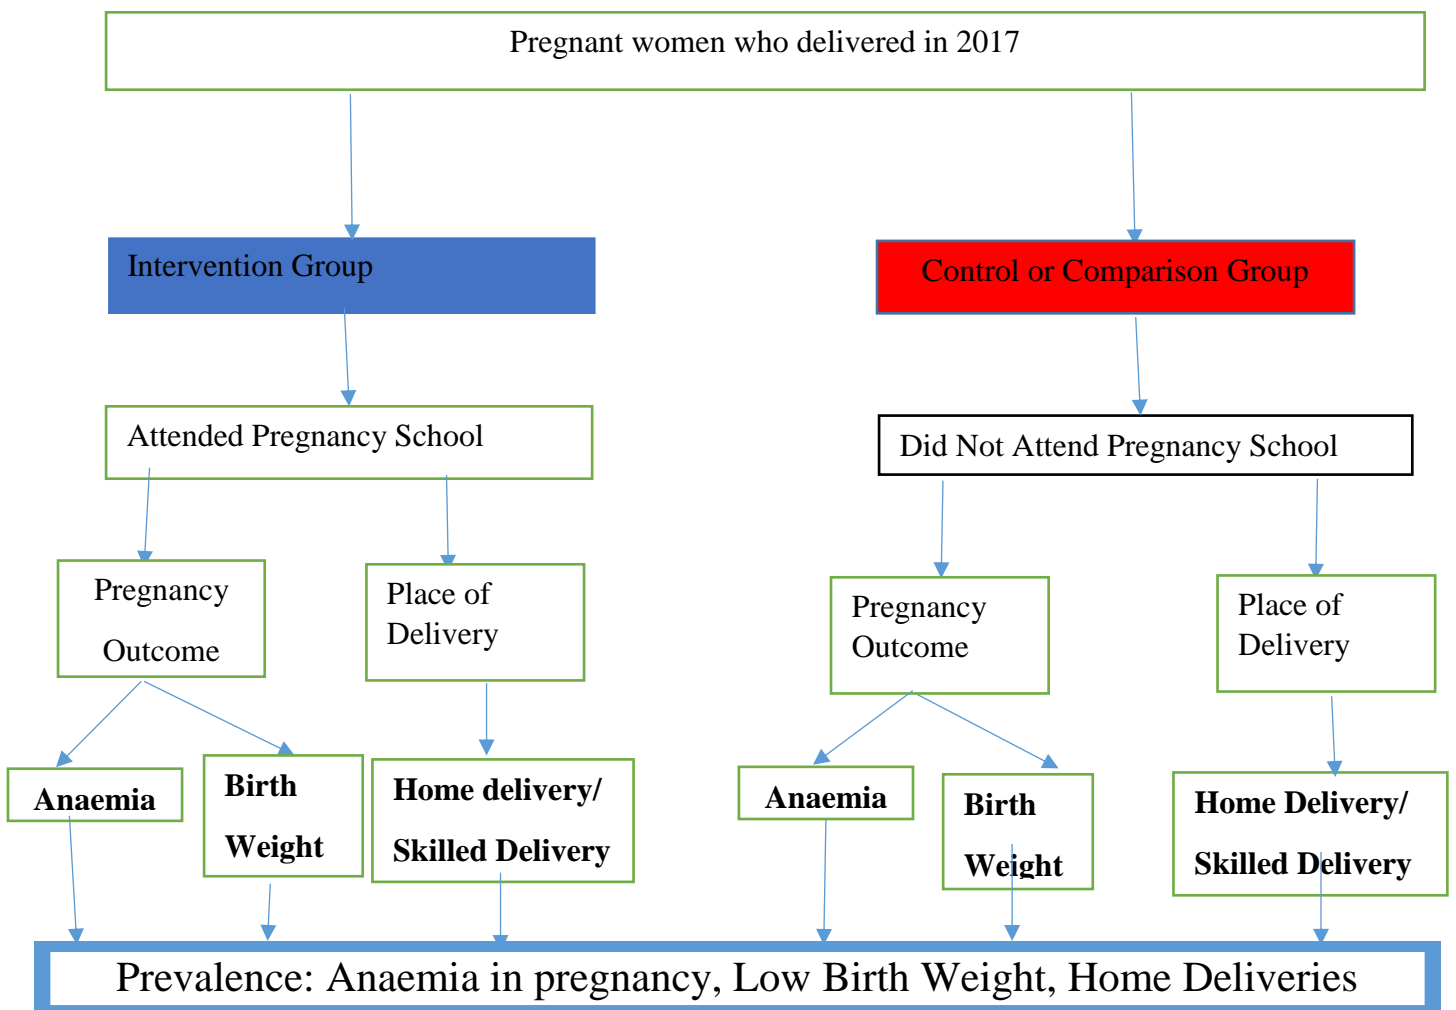 Pregnant women who delivered in 2017
Intervention Group
Control or Comparison Group
Attended Pregnancy School
Did Not Attend Pregnancy School
Pregnancy
Outcome
Place of
Delivery
Pregnancy
Outcome
Place of
Delivery
Anaemia
Birth
Weight
Home delivery/
Skilled Delivery
Anaemia
Birth
Weight
Home Delivery/
Skilled Delivery
Prevalence: Anaemia in pregnancy, Low Birth Weight, Home Deliveries